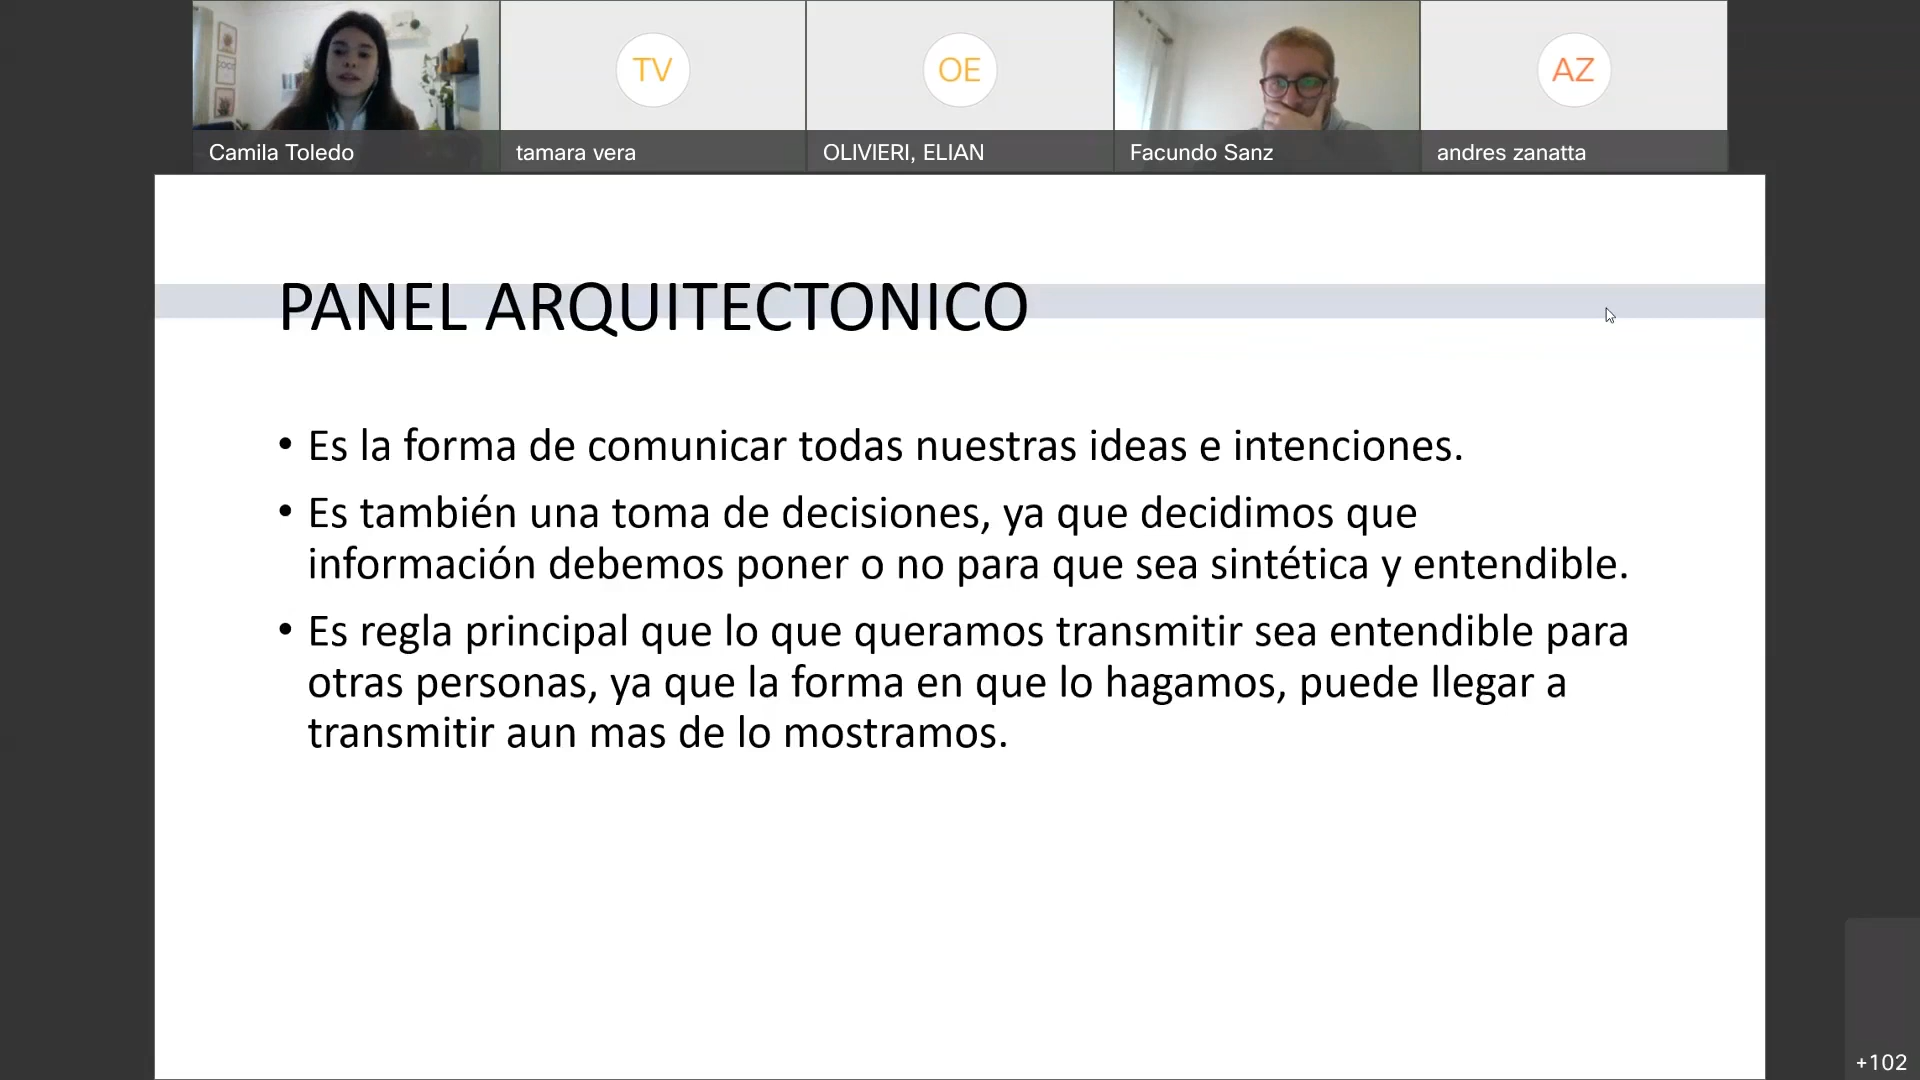 TV
OE
AZ
Camila Toledo
tamara vera
OLIVIERI, ELIAN
Facundo Sanz
andres zanatta
PANEL ARQUITECTONICO
• Es la forma de comunicar todas nuestras ideas e intenciones.
• Es también una toma de decisiones, ya que decidimos que
información debemos poner o no para que sea sintética y entendible.
• Es regla principal que lo que queramos transmitir sea entendible para
otras personas, ya que la forma en que lo hagamos, puede llegar a
transmitir aun mas de lo mostramos.
+102